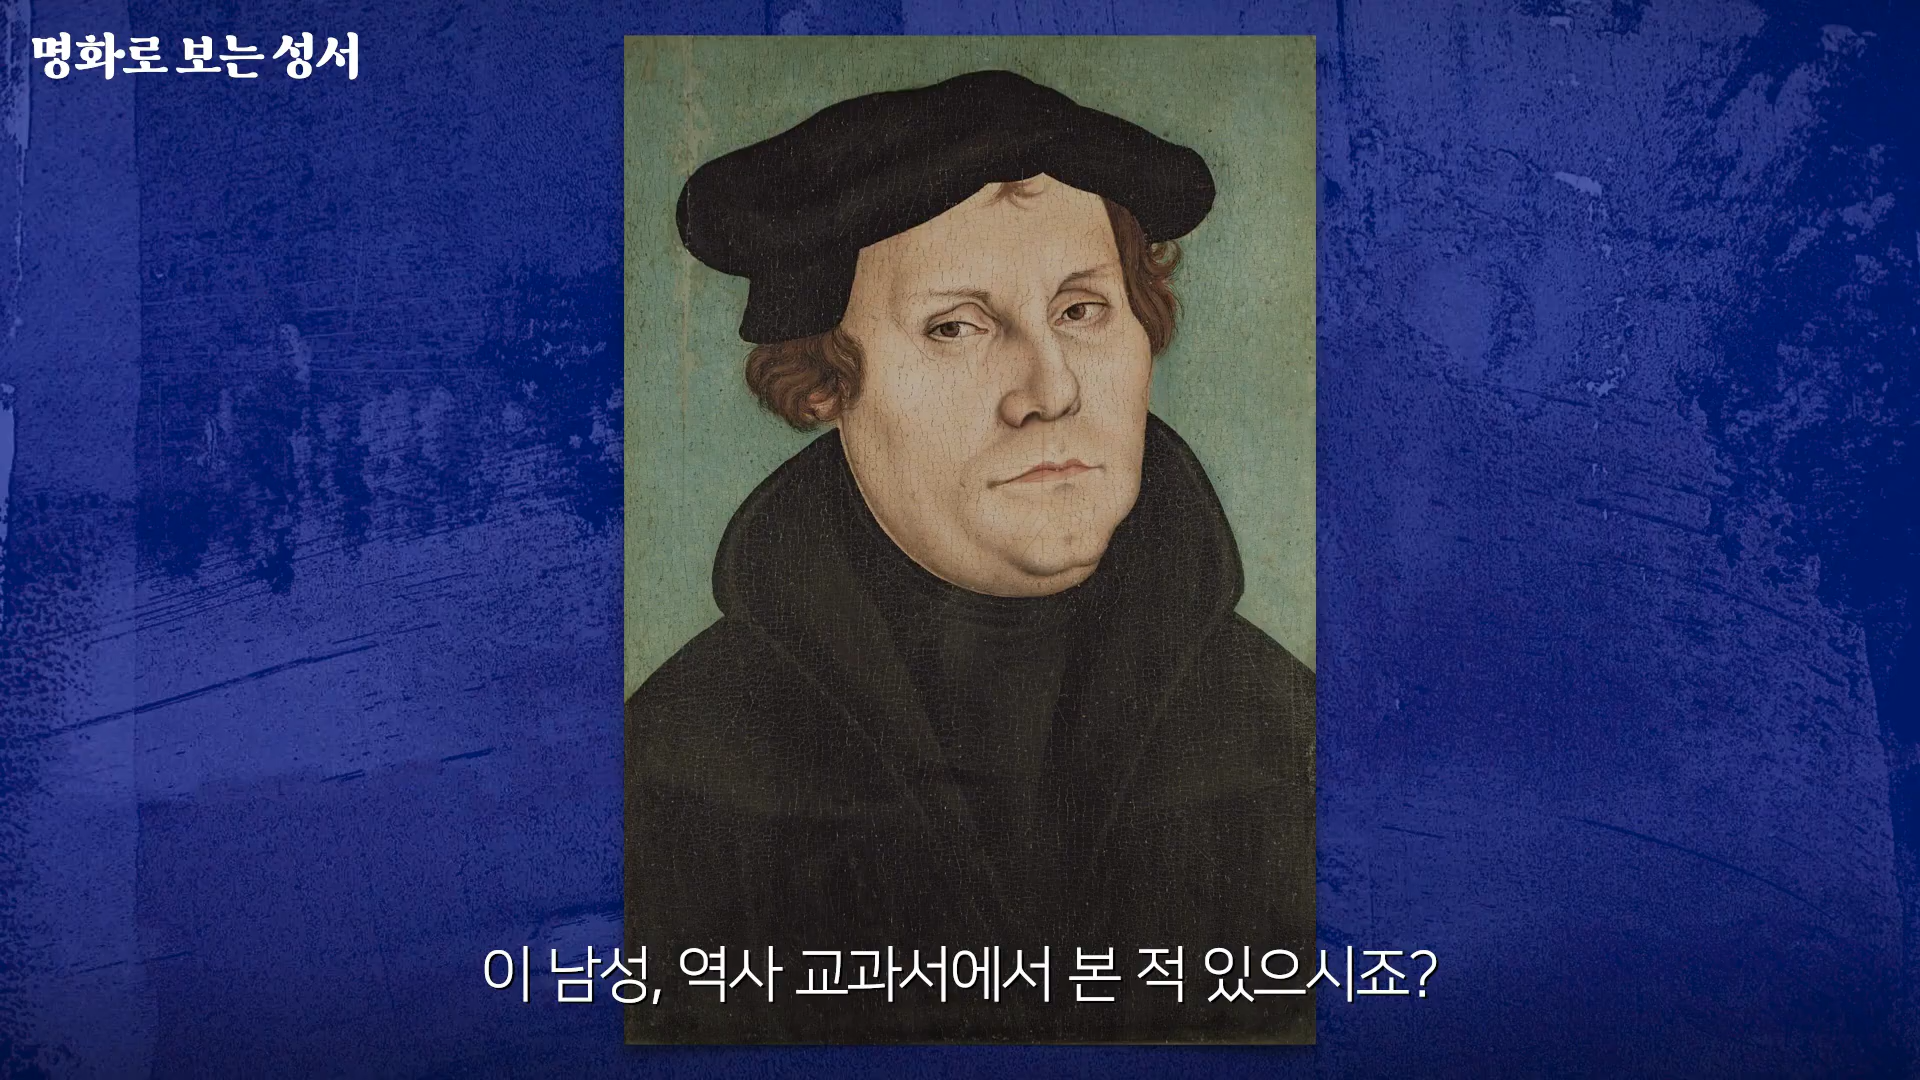 명화로 보는 성서
이 남성, 역사 교과서에서 본 적 있으시죠?